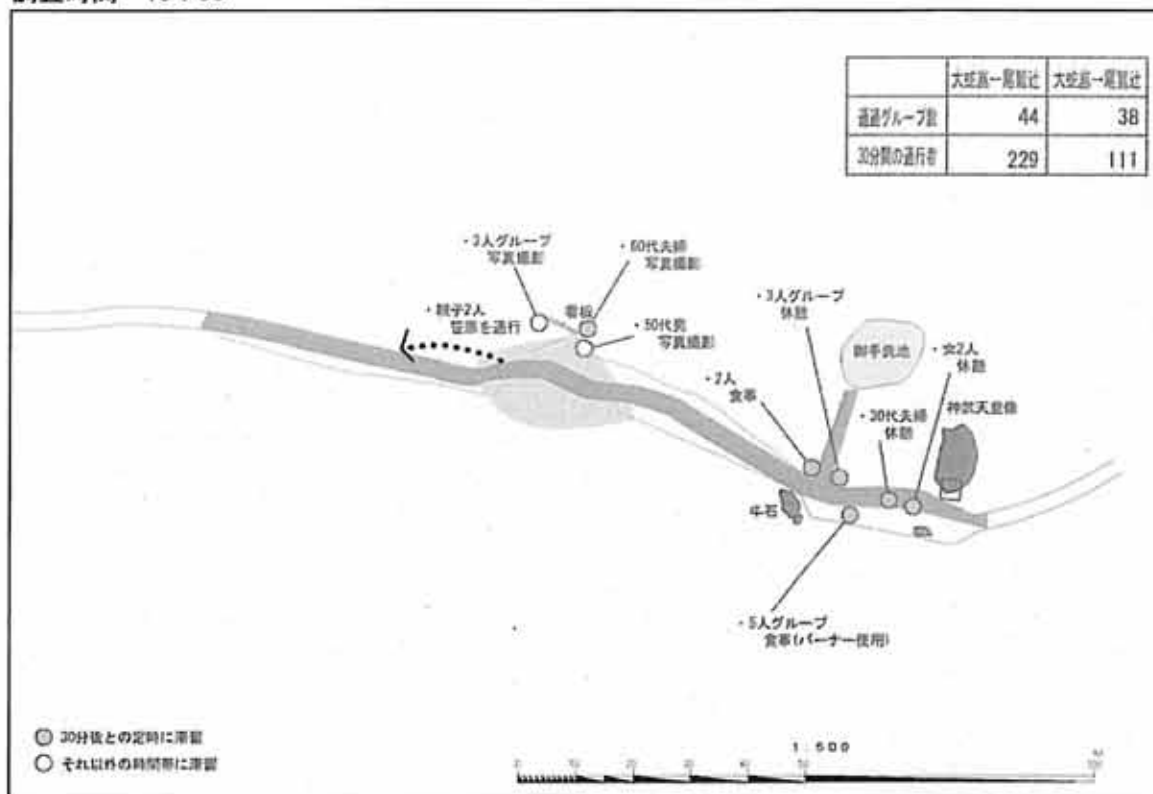 大蛇嵓ー尾鷲辻 大蛇嵓ー尾鷲辻
通過グループ数 44 38
30分間の通行者 229 111
・3人グループ
写真撮影
・60代夫婦
写真撮影
看板
・親子2人
笹原を通行
・50代男
写真撮影
・3人グループ
休憩
御手洗池
・女2人
休憩
・2人
食事
・30代夫婦
休憩
神武天皇像
牛石
・5人グループ
食事(バーナー使用)
30分後との定時に滞留
それ以外の時間帯に滞留
1:500